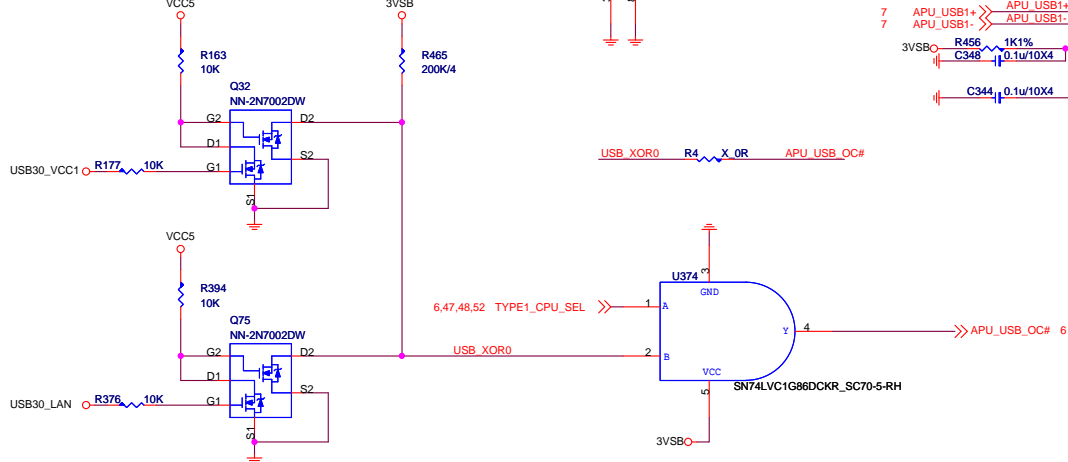 VCC5
3VSB
7 APU_USB1+ APU_USB1+
7 APU_USB1- APU_USB1-
R163
10K
R465
200K/4
3VSB R456 1K1%
C348 0.1u/10X4
Q32
NN-2N7002DW
C344 0.1u/10X4
G2 D2
D1
S2
USB30_VCC1 R177 10K G1
S1
USB_XOR0 R4 X_0R APU_USB_OC#
VCC5
R394
10K
U374
3
GND
6,47,48,52 TYPE1_CPU_SEL 1 A
Q75
NN-2N7002DW
Y 4 APU_USB_OC# 6
G2 D2
USB_XOR0 2 B
D1
VCC
S2
SN74LVC1G86DCKR_SC70-5-RH
5
USB30_LAN R376 10K G1
S1
3VSB